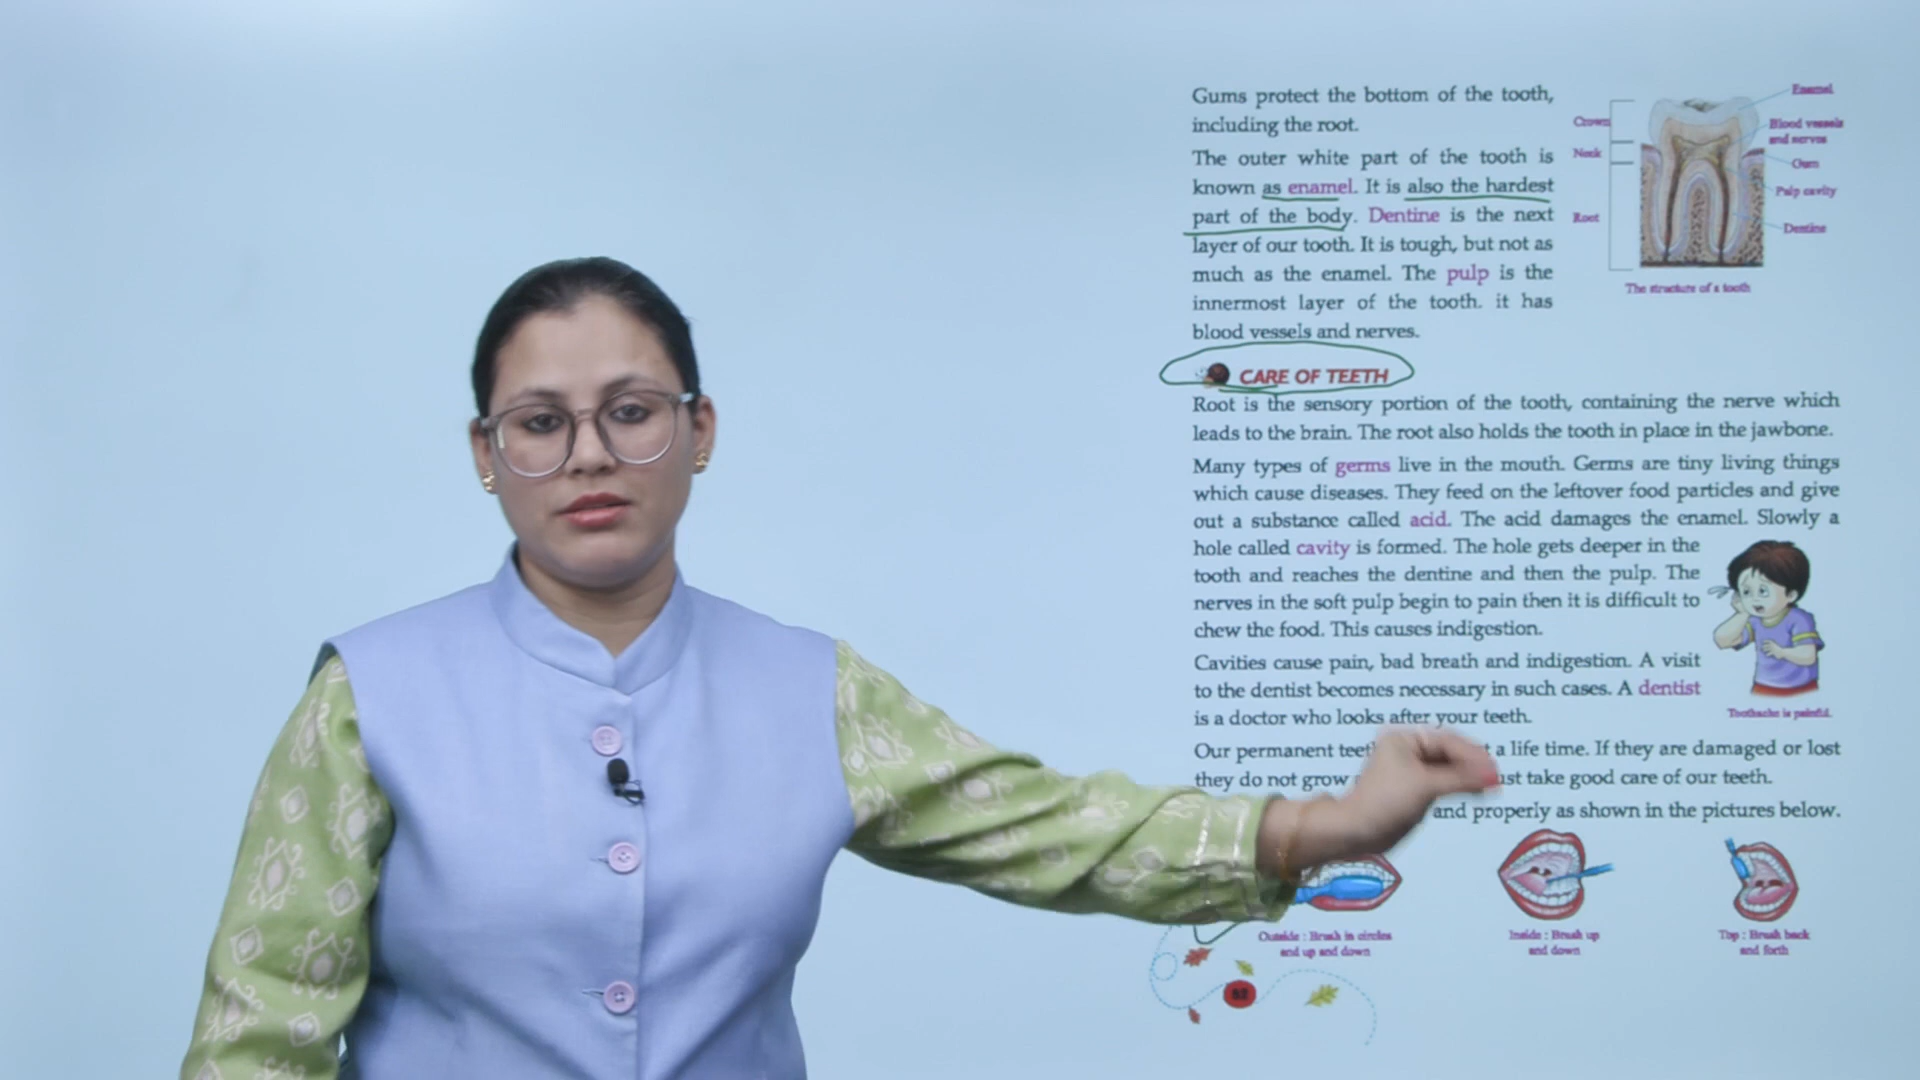 Gums protect the bottom of the tooth,
including the root.
The outer white part of the tooth is
known as enamel. It is also the hardest
part of the body. Dentine is the next
layer of our tooth. It is tough, but not as
much as the enamel. The pulp is the
innermost layer of the tooth. it has
blood vessels and nerves.
Crown
Neck
Root
Enamel
Blood vessels
and nerves
Gum
Pulp cavity
Dentine
The structure of a tooth
CARE OF TEETH
Root is the sensory portion of the tooth, containing the nerve which
leads to the brain. The root also holds the tooth in place in the jawbone.
Many types of germs live in the mouth. Germs are tiny living things
which cause diseases. They feed on the leftover food particles and give
out a substance called acid. The acid damages the enamel. Slowly a
hole called cavity is formed. The hole gets deeper in the
tooth and reaches the dentine and then the pulp. The
nerves in the soft pulp begin to pain then it is difficult to
chew the food. This causes indigestion.
Cavities cause pain, bad breath and indigestion. A visit
to the dentist becomes necessary in such cases. A dentist
is a doctor who looks after your teeth.
Toothache is painful.
Our permanent a life time. If they are damaged or lost
they do not grow take good care of our teeth.
and properly as shown in the pictures below.
Outside : Brush in circles
and up and down
Inside : Brush up
and down
Top : Brush back
and forth